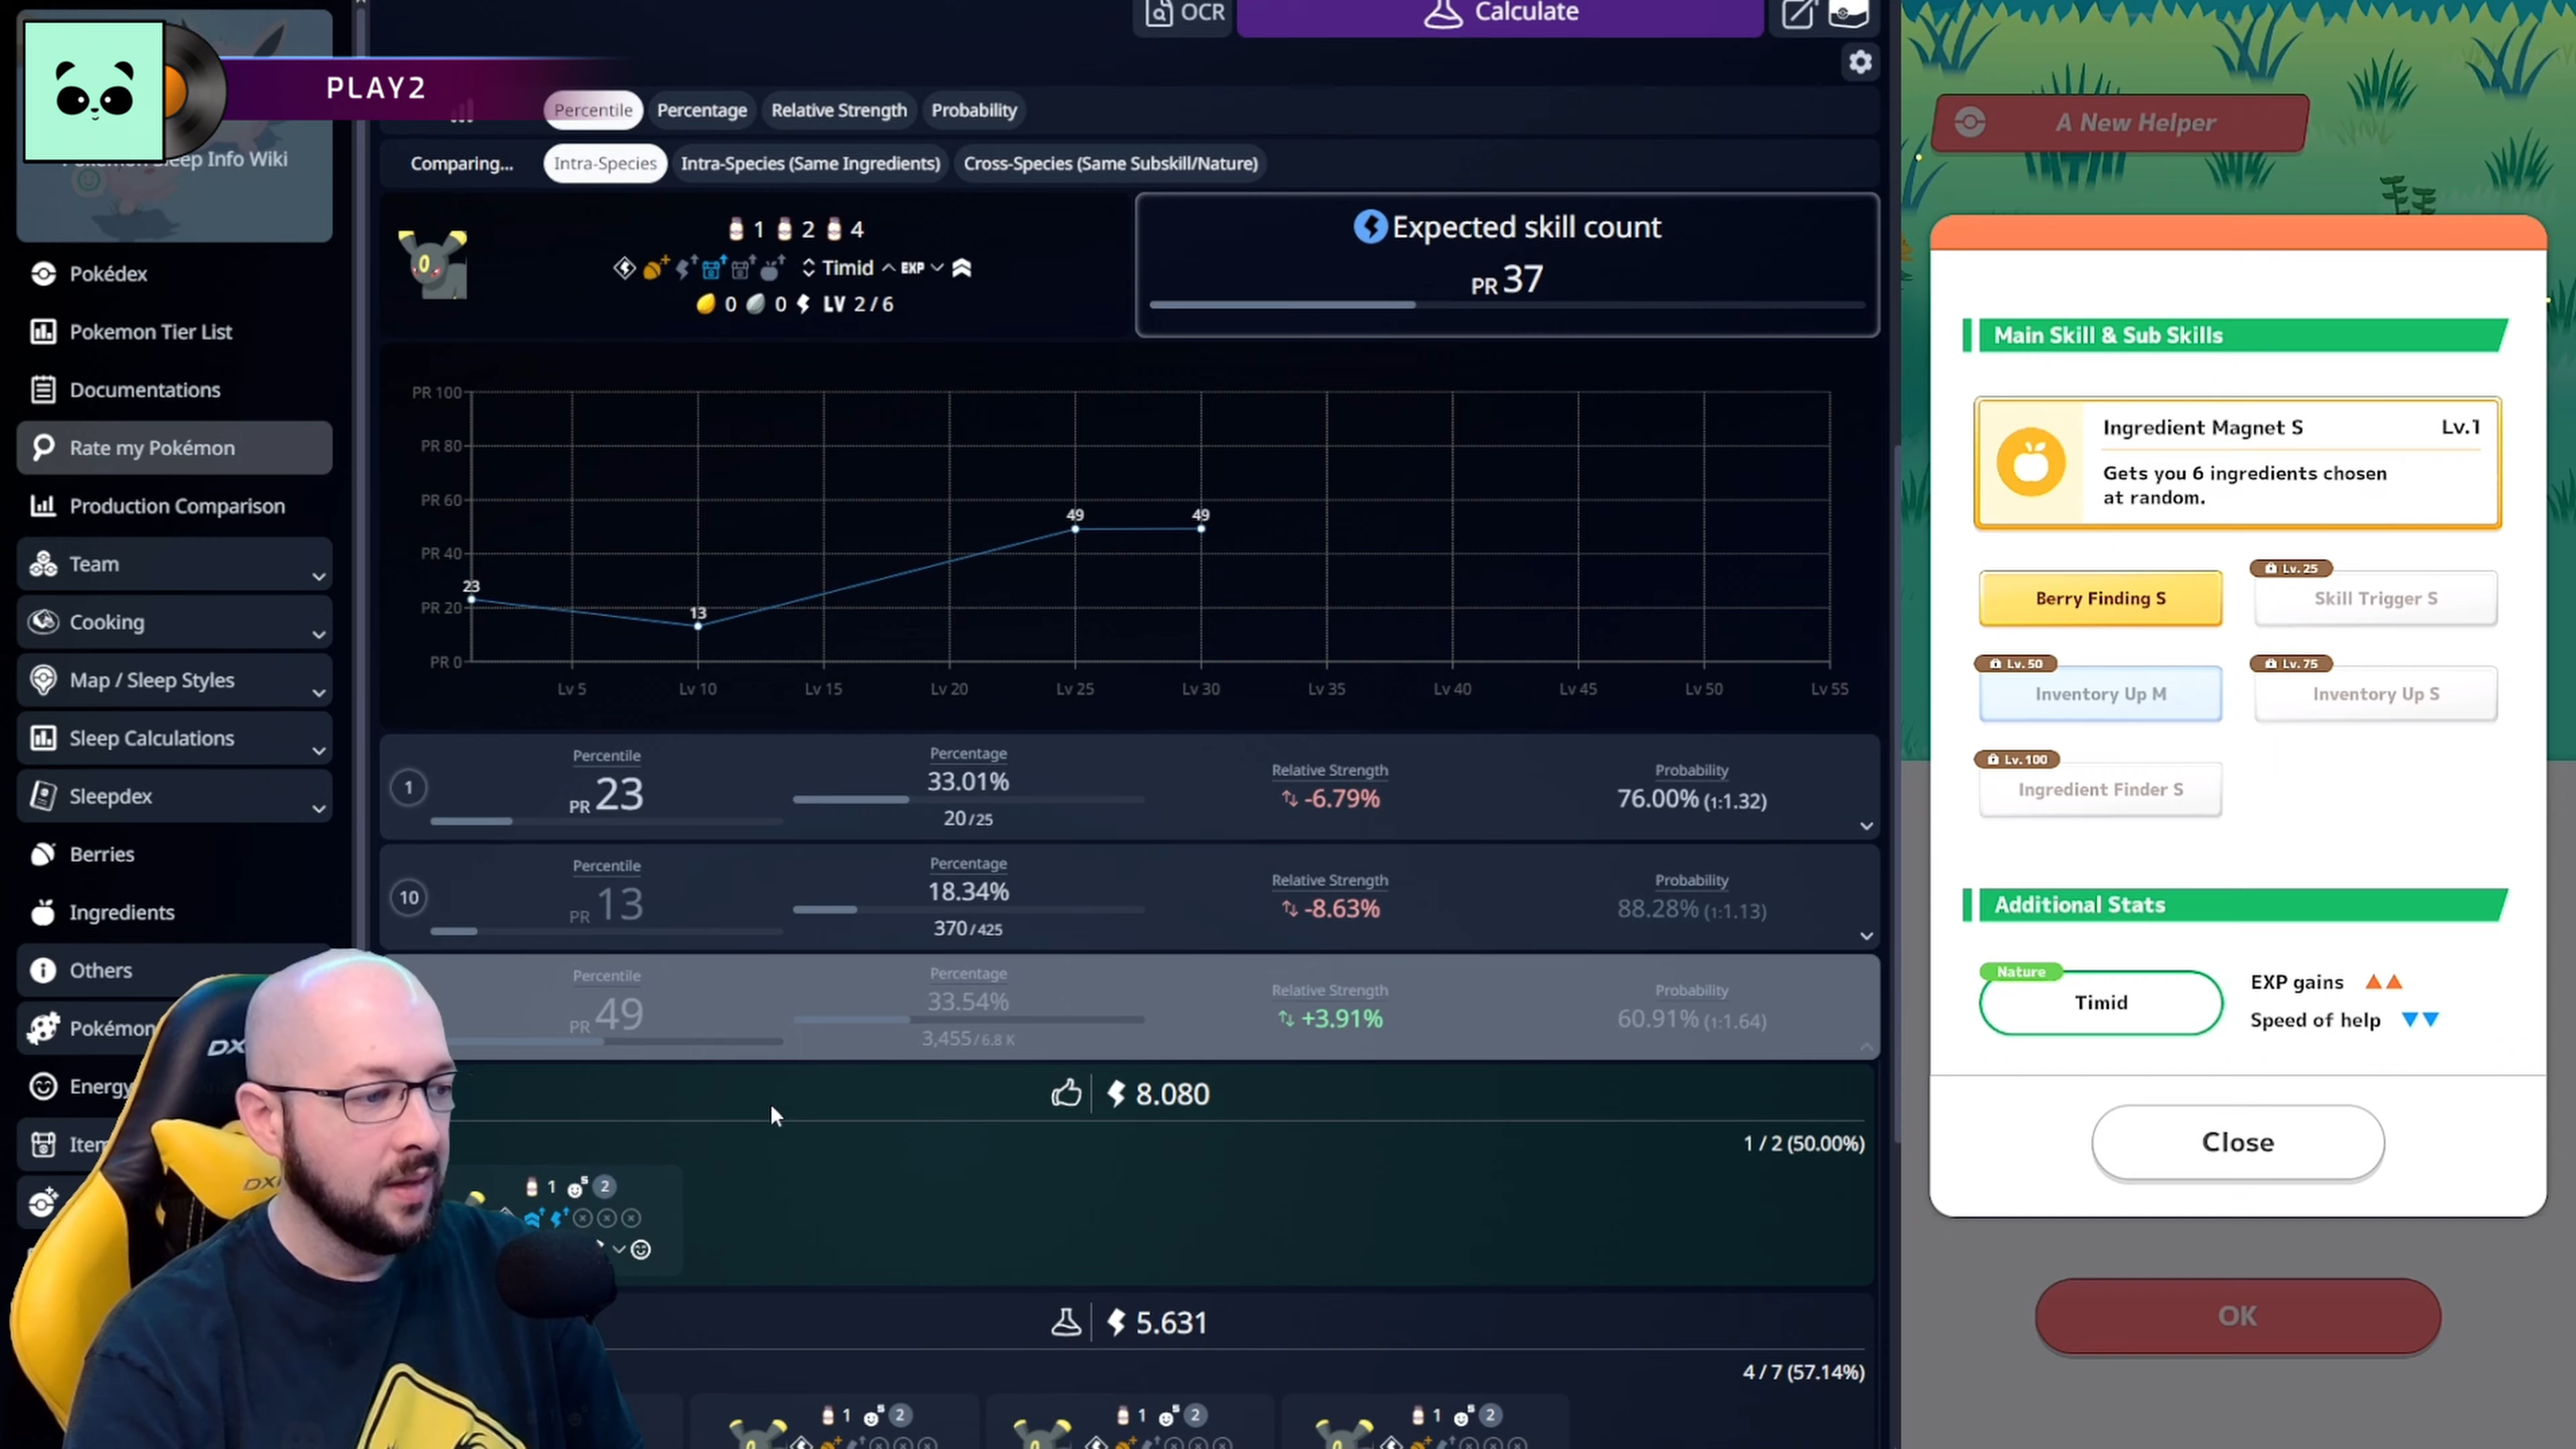 OCR
Calculate
PLAY2
Percentile Percentage Relative Strength Probability
Comparing... Intra-Species Intra-Species (Same Ingredients) Cross-Species (Same Subskill/Nature)
Sleep Info Wiki
Pokédex
Pokemon Tier List
Documentations
Rate my Pokémon
Production Comparison
Team
Cooking
Map / Sleep Styles
Sleep Calculations
Sleepdex
Berries
Ingredients
Others
Pokémon
Energy
1 2 4
Timid EXP
0 0 LV 2 / 6
Expected skill count
PR 37
PR 100
PR 80
PR 60
PR 40
PR 20
PR 0
23
13
49
49
Lv 5 Lv 10 Lv 15 Lv 20 Lv 25 Lv 30 Lv 35 Lv 40 Lv 45 Lv 50 Lv 55
1
Percentile
PR 23
Percentage
33.01%
20/25
Relative Strength
-6.79%
Probability
76.00% (1:1.32)
10
Percentile
PR 13
Percentage
18.34%
370/425
Relative Strength
-8.63%
Probability
88.28% (1:1.13)
Percentile
PR 49
Percentage
33.54%
3,455/6.8 K
Relative Strength
+3.91%
Probability
60.91% (1:1.64)
8.080
1 / 2 (50.00%)
1 S 2
5.631
4 / 7 (57.14%)
1 S 2
1 S 2
1 S 2
DX
DX
A New Helper
Main Skill & Sub Skills
Ingredient Magnet S Lv.1
Gets you 6 ingredients chosen
at random.
Berry Finding S
Lv. 25
Skill Trigger S
Lv. 50
Inventory Up M
Lv. 75
Inventory Up S
Lv. 100
Ingredient Finder S
Additional Stats
Nature
Timid
EXP gains
Speed of help
Close
OK